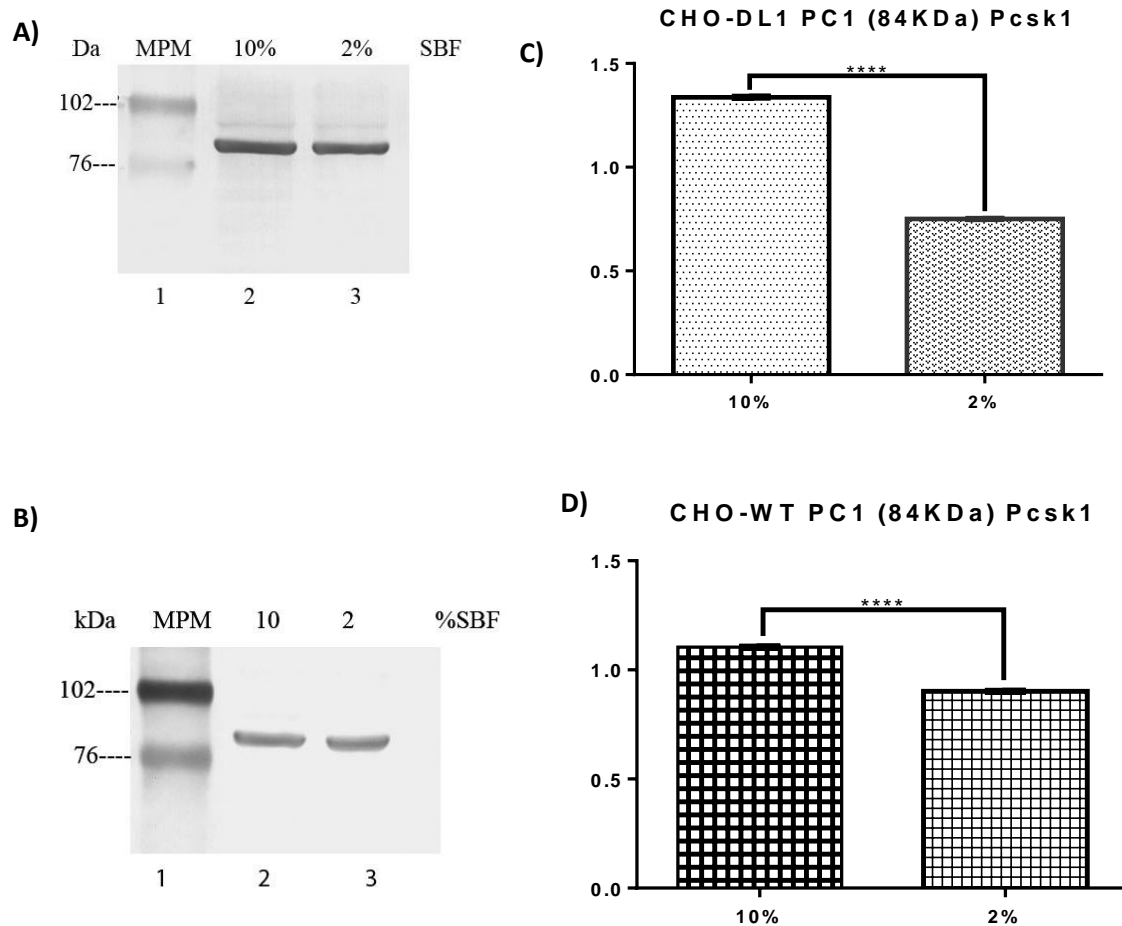 A)
Da MPM 10% 2% SBF
102---
76---
1 2 3
C)
CHO-DL1 PC1 (84KDa) Pcsk1
****
1.5
1.0
0.5
0.0
10% 2%
B)
kDa MPM 10 2 %SBF
102----
76----
1 2 3
D)
CHO-WT PC1 (84KDa) Pcsk1
****
1.5
1.0
0.5
0.0
10% 2%